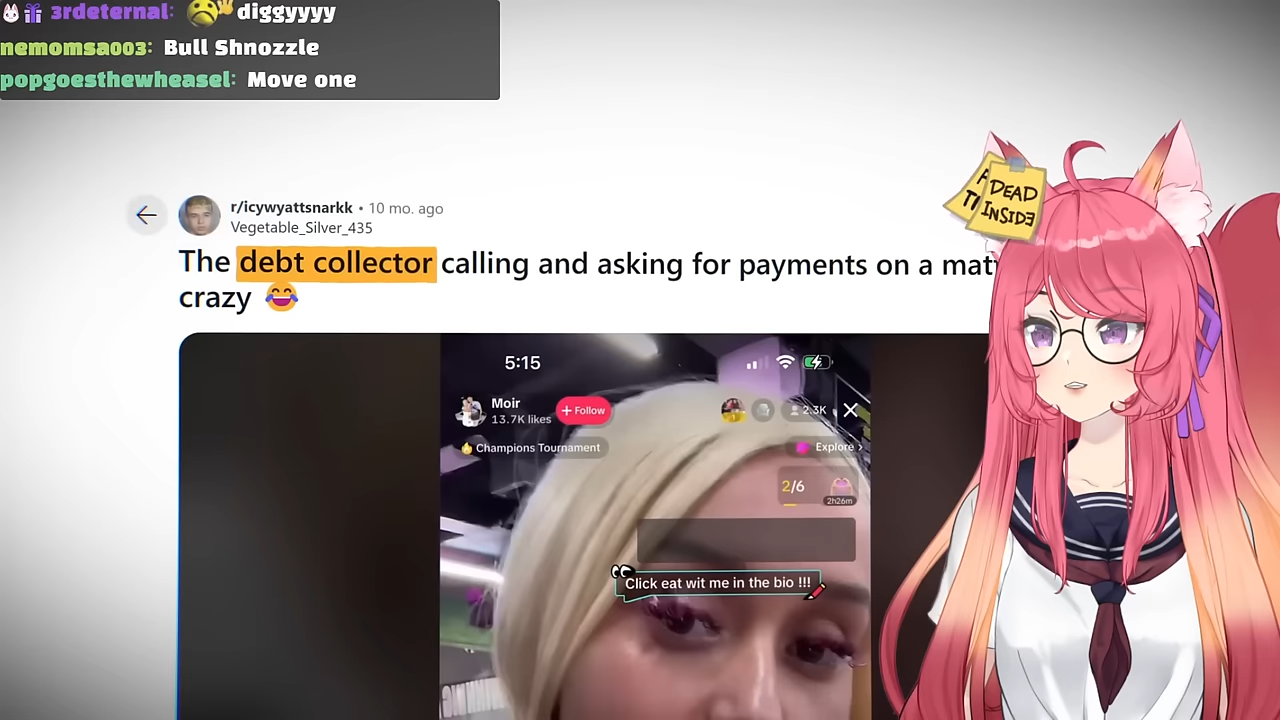 3rdeternal: diggyyyy
nemomsa003: Bull Shnozzle
popgoesthewheasel: Move one
r/icywyattsnarkk • 10 mo. ago
Vegetable_Silver_435
The debt collector calling and asking for payments on a
crazy 😂
DEAD
INSIDE
5:15
Moir
13.7K likes
+ Follow
2.3K
Champions Tournament
Explore >
2/6
2h26m
Click eat wit me in the bio !!!